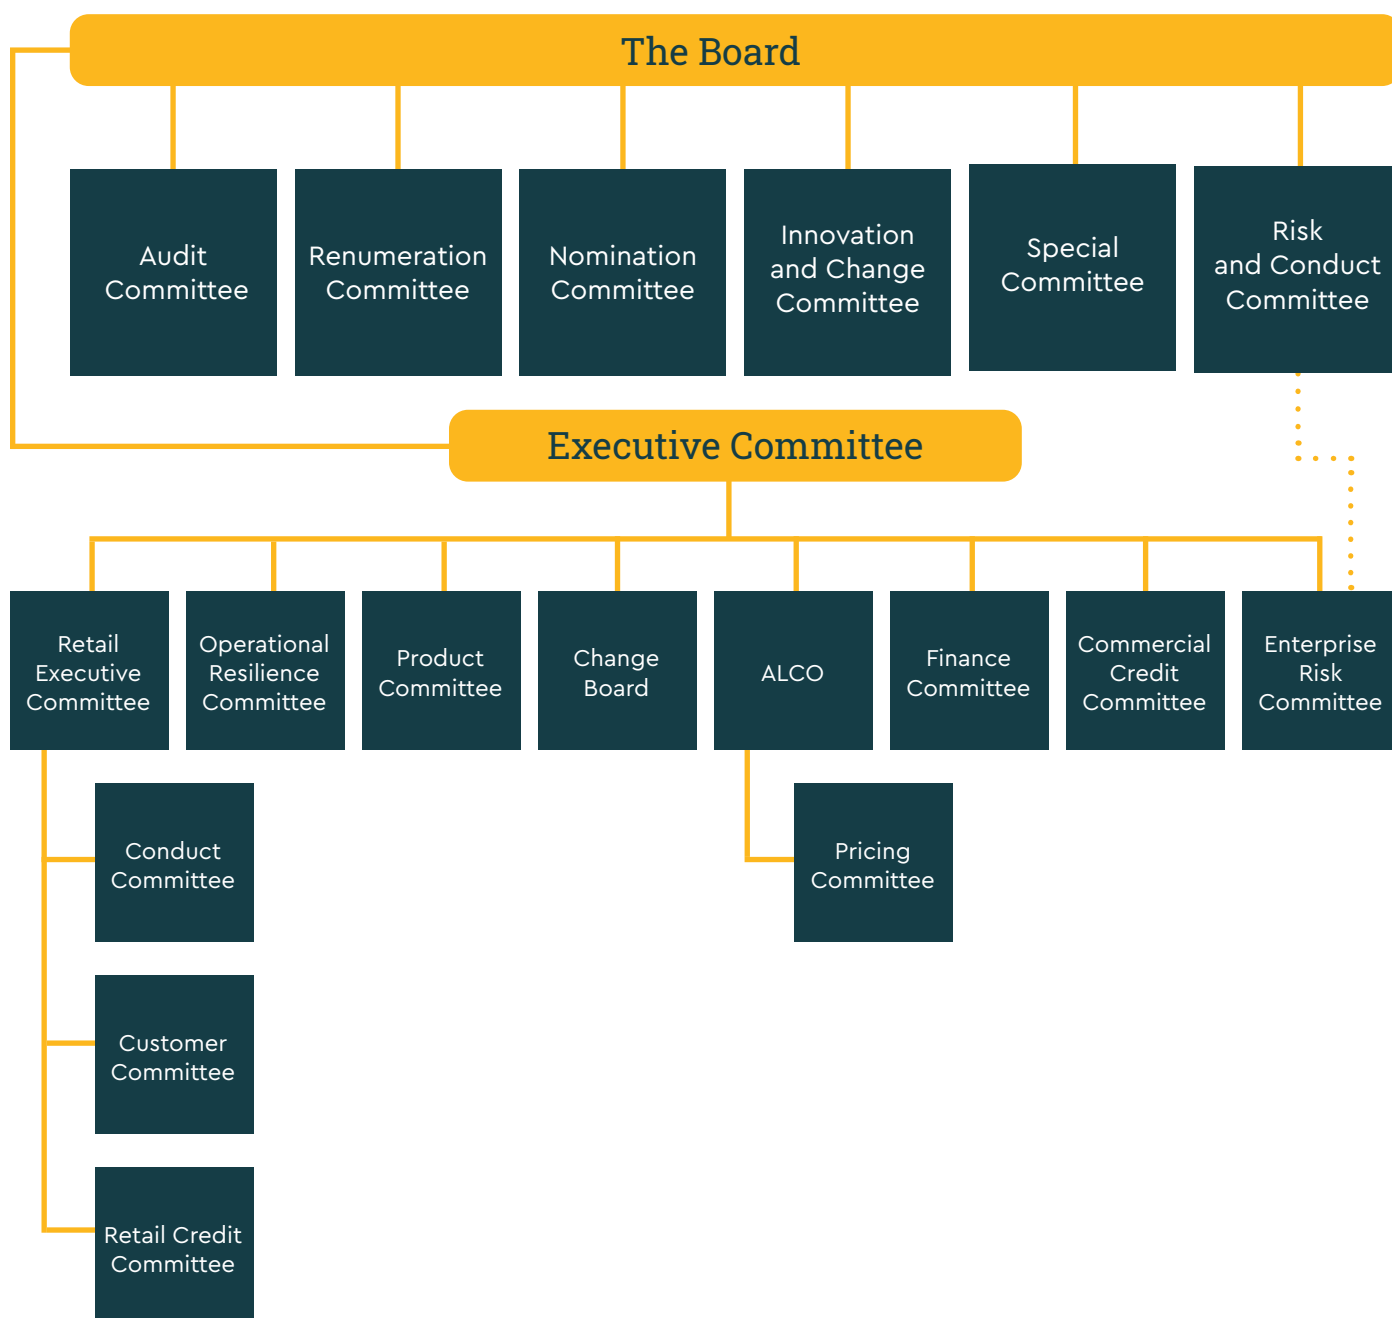 The Board
Audit
Committee
Renumeration
Committee
Nomination
Committee
Innovation
and Change
Committee
Special
Committee
Risk
and Conduct
Committee
Executive Committee
Retail
Executive
Committee
Operational
Resilience
Committee
Product
Committee
Change
Board
ALCO
Finance
Committee
Commercial
Credit
Committee
Enterprise
Risk
Committee
Conduct
Committee
Pricing
Committee
Customer
Committee
Retail Credit
Committee